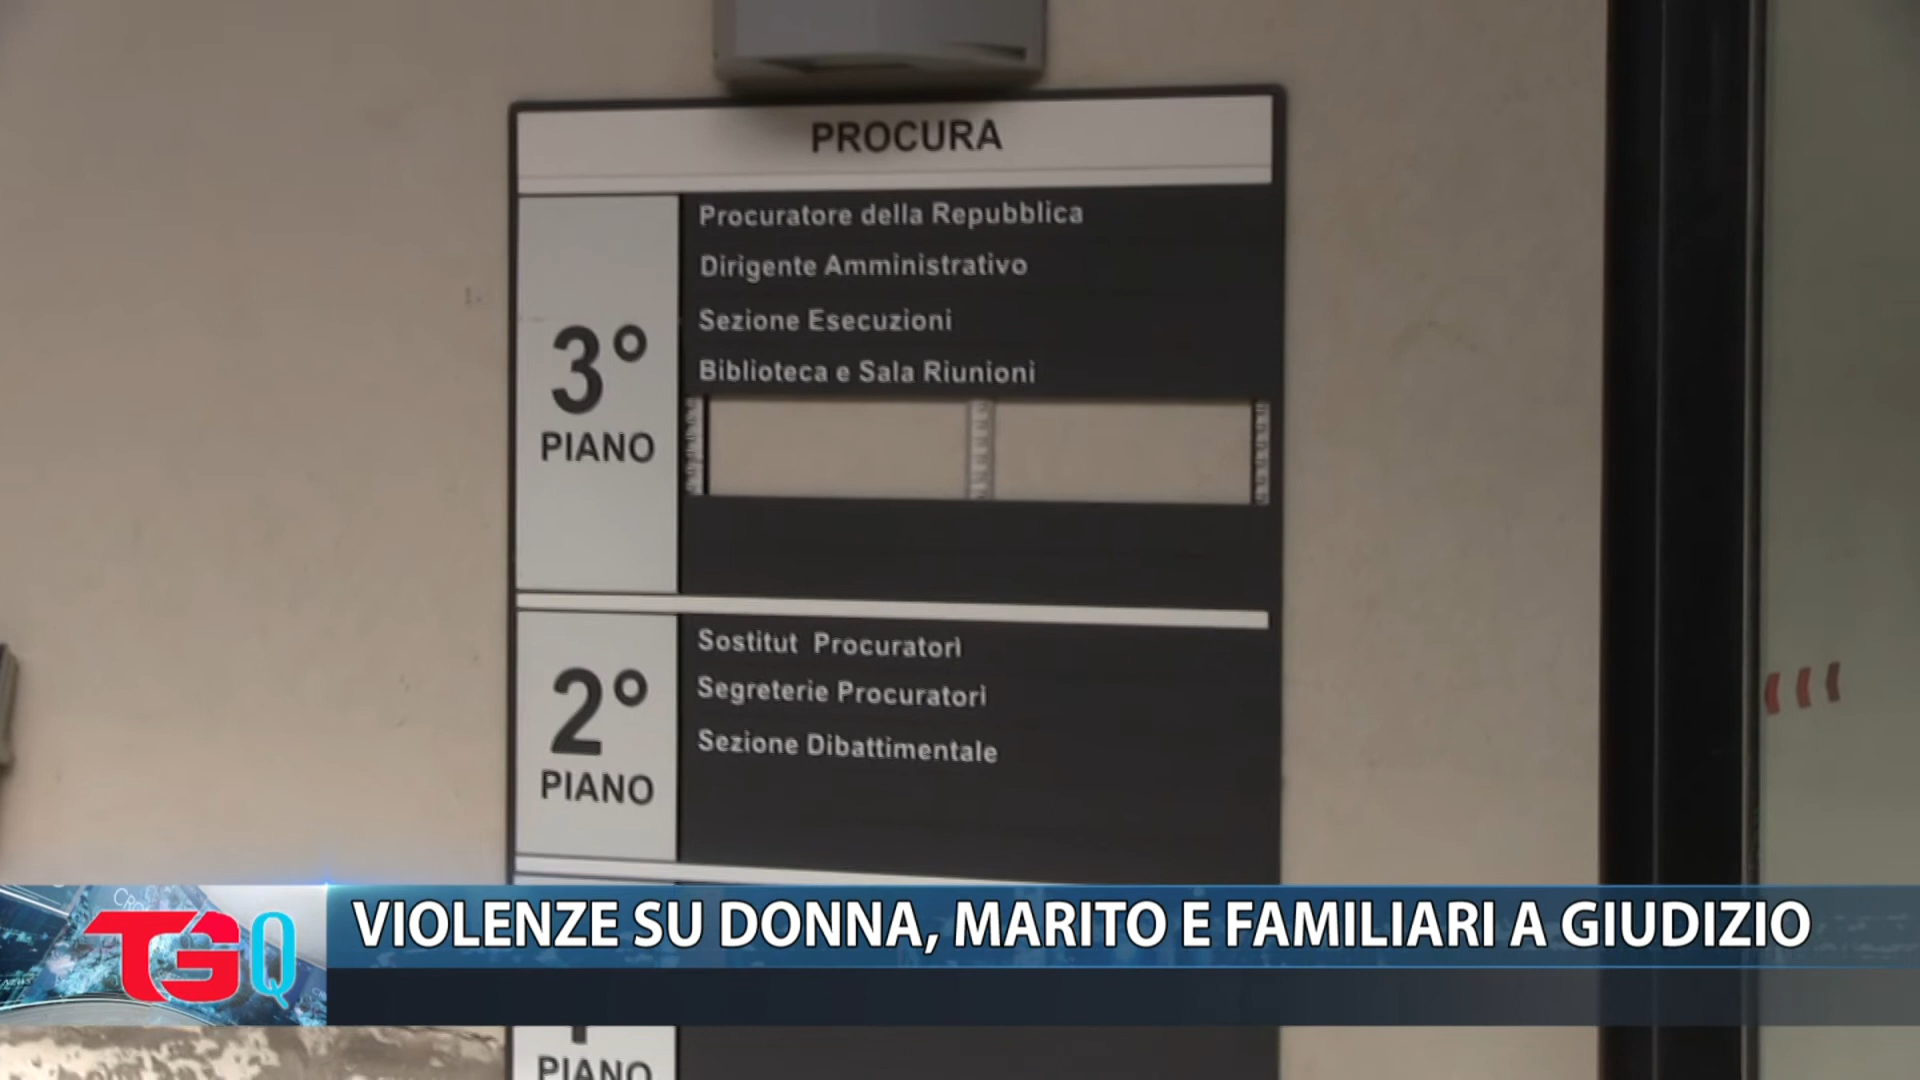 PROCURA
3°
PIANO
Procuratore della Repubblica
Dirigente Amministrativo
Sezione Esecuzioni
Biblioteca e Sala Riunioni
2°
PIANO
Sostitut Procuratori
Segreterie Procuratori
Sezione Dibattimentale
TGQ
VIOLENZE SU DONNA, MARITO E FAMILIARI A GIUDIZIO
PIANO